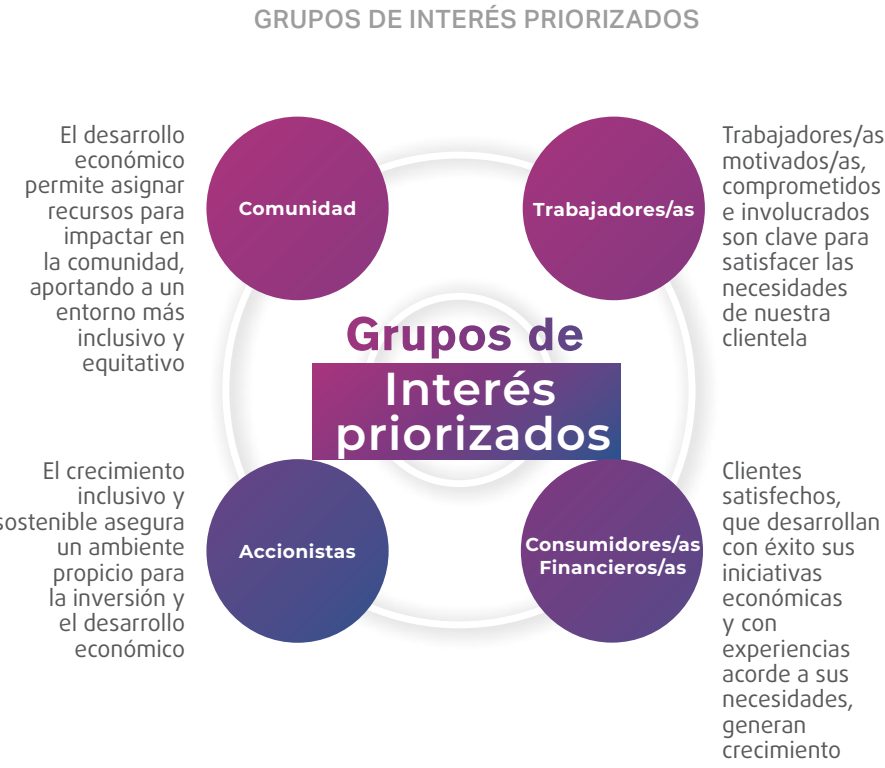 GRUPOS DE INTERÉS PRIORIZADOS
El desarrollo
económico
permite asignar
recursos para
impactar en
la comunidad,
aportando a un
entorno más
inclusivo y
equitativo
Comunidad
Trabajadores/as
Trabajadores/as
motivados/as,
comprometidos
e involucrados
son clave para
satisfacer las
necesidades
de nuestra
clientela
Grupos de
Interés
priorizados
El crecimiento
inclusivo y
sostenible asegura
un ambiente
propicio para
la inversión y
el desarrollo
económico
Accionistas
Consumidores/as
Financieros/as
Clientes
satisfechos,
que desarrollan
con éxito sus
iniciativas
económicas
y con
experiencias
acorde a sus
necesidades,
generan
crecimiento